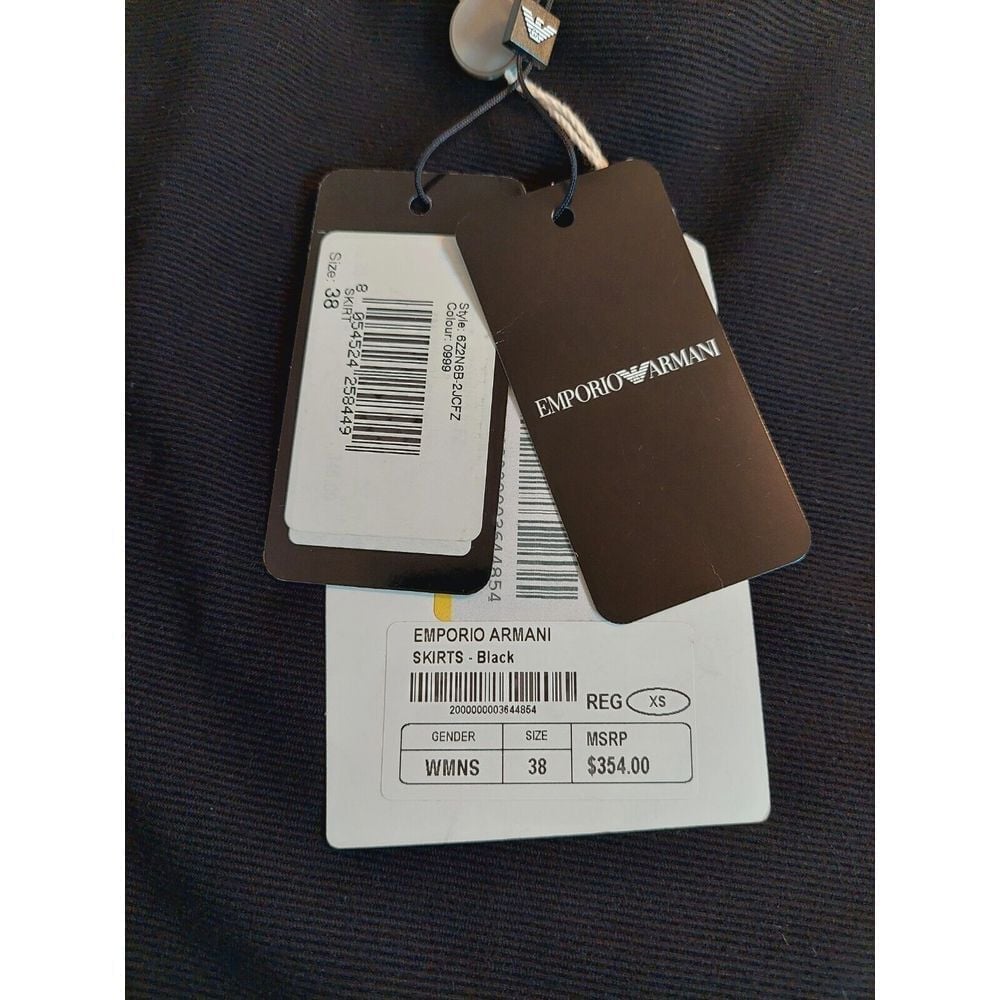 Style: 6Z2N6B-2JCFZ
Colour: 0999
8 054524 258449
SKIRT
Size: 38
EMPORIO ARMANI
EMPORIO ARMANI
SKIRTS - Black
2000000003644854
REG XS
GENDER SIZE MSRP
WMNS 38 $354.00